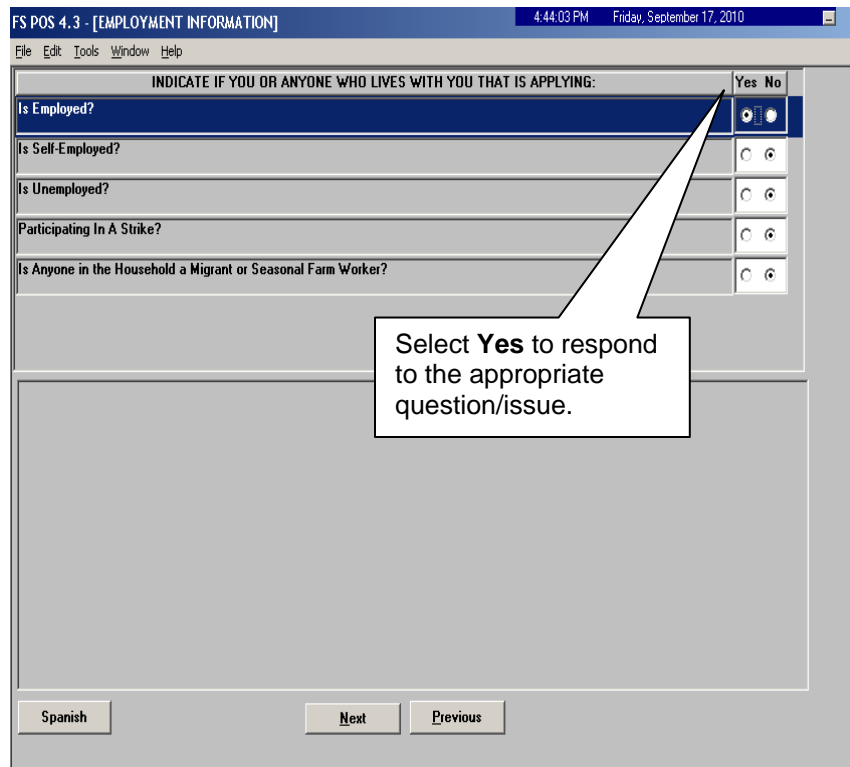 FS POS 4.3 - [EMPLOYMENT INFORMATION] 4:44:03 PM Friday, September 17, 2010
File Edit Tools Window Help
INDICATE IF YOU OR ANYONE WHO LIVES WITH YOU THAT IS APPLYING: Yes No
Is Employed?
Is Self-Employed?
Is Unemployed?
Participating In A Strike?
Is Anyone in the Household a Migrant or Seasonal Farm Worker?
Select Yes to respond
to the appropriate
question/issue.
Spanish Next Previous